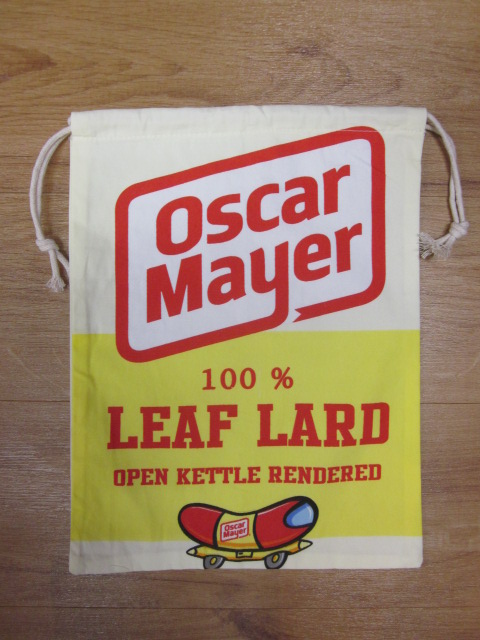 Oscar
Mayer
100 %
LEAF LARD
OPEN KETTLE RENDERED
Oscar
Mayer